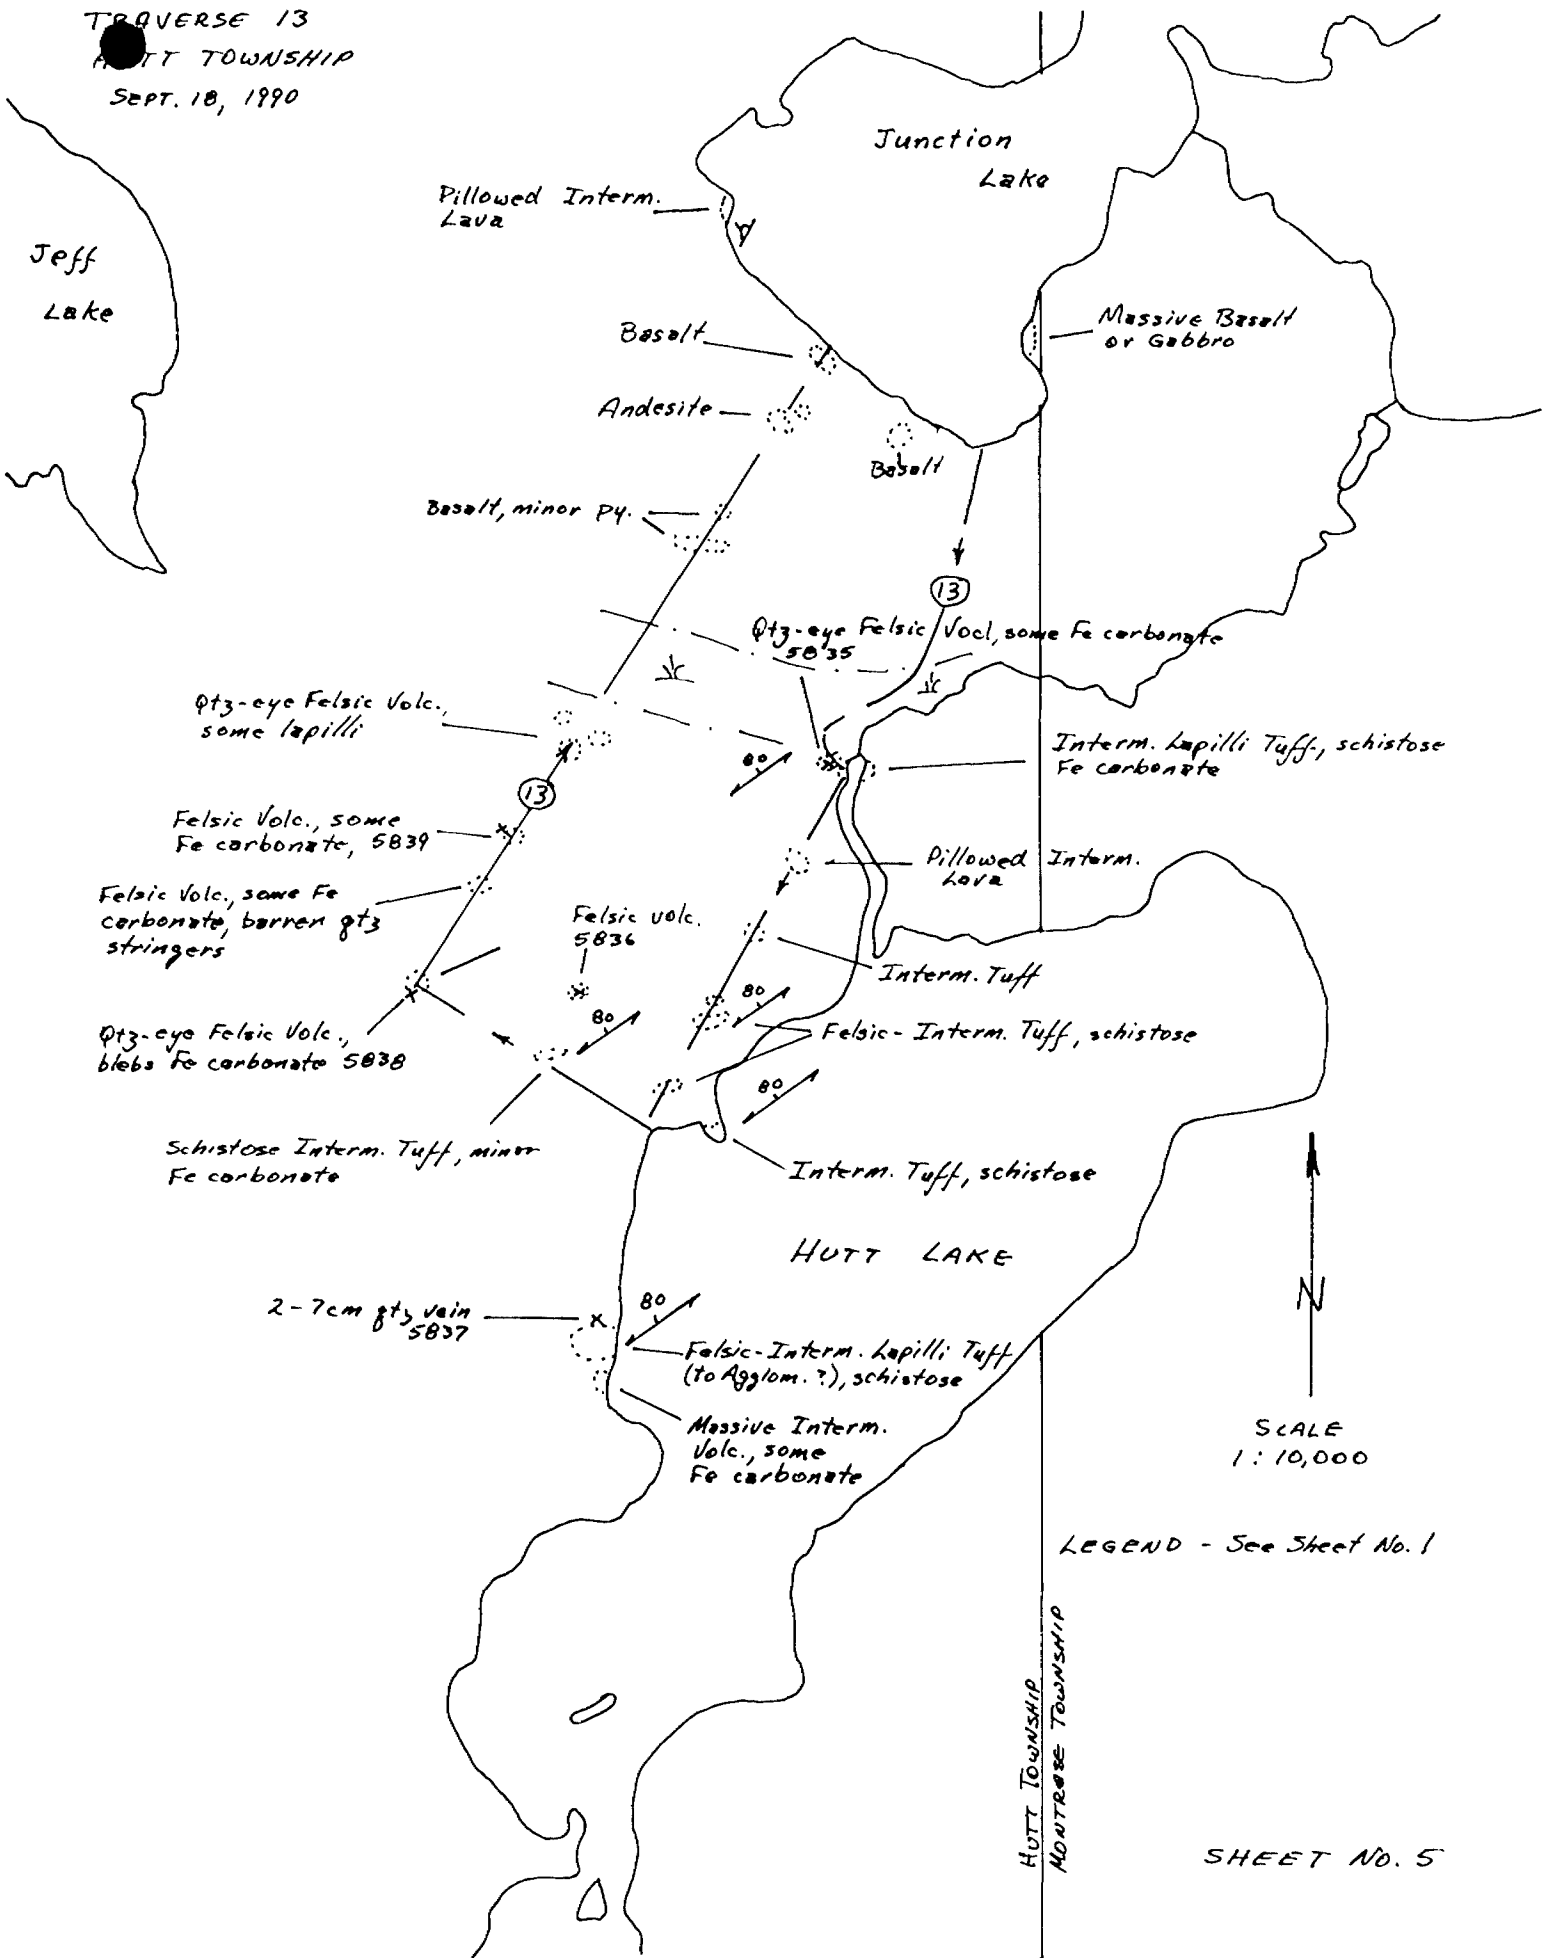 TRAVERSE 13
TOWNSHIP
SEPT. 18, 1990
Junction
Lake
Pillowed Interm.
Lava
Jeff
Lake
Massive Basalt
or Gabbro
Basalt
Andesite
Basalt
Basalt, minor py.
13
Qtz-eye Felsic Vocl, some Fe carbonate
5835
Qtz-eye Felsic Volc.,
some lapilli
Interm. Lapilli Tuff, schistose
Fe carbonate
80
13
Felsic Volc., some
Fe carbonate, 5839
Pillowed Interm.
Lava
Felsic Volc., some Fe
carbonate, barren qtz
stringers
Felsic volc.
5836
Interm. Tuff
80
80
Felsic-Interm. Tuff, schistose
Qtz-eye Felsic Volc.,
blebs Fe carbonate 5838
80
Schistose Interm. Tuff, minor
Fe carbonate
Interm. Tuff, schistose
HUTT LAKE
N
2-7cm qtz vein
5837
80
Felsic-Interm. Lapilli Tuff
(to Agglom.?), schistose
Massive Interm.
Volc., some
Fe carbonate
SCALE
1:10,000
LEGEND - See Sheet No. 1
HUTT TOWNSHIP
MONTROSE TOWNSHIP
SHEET NO. 5